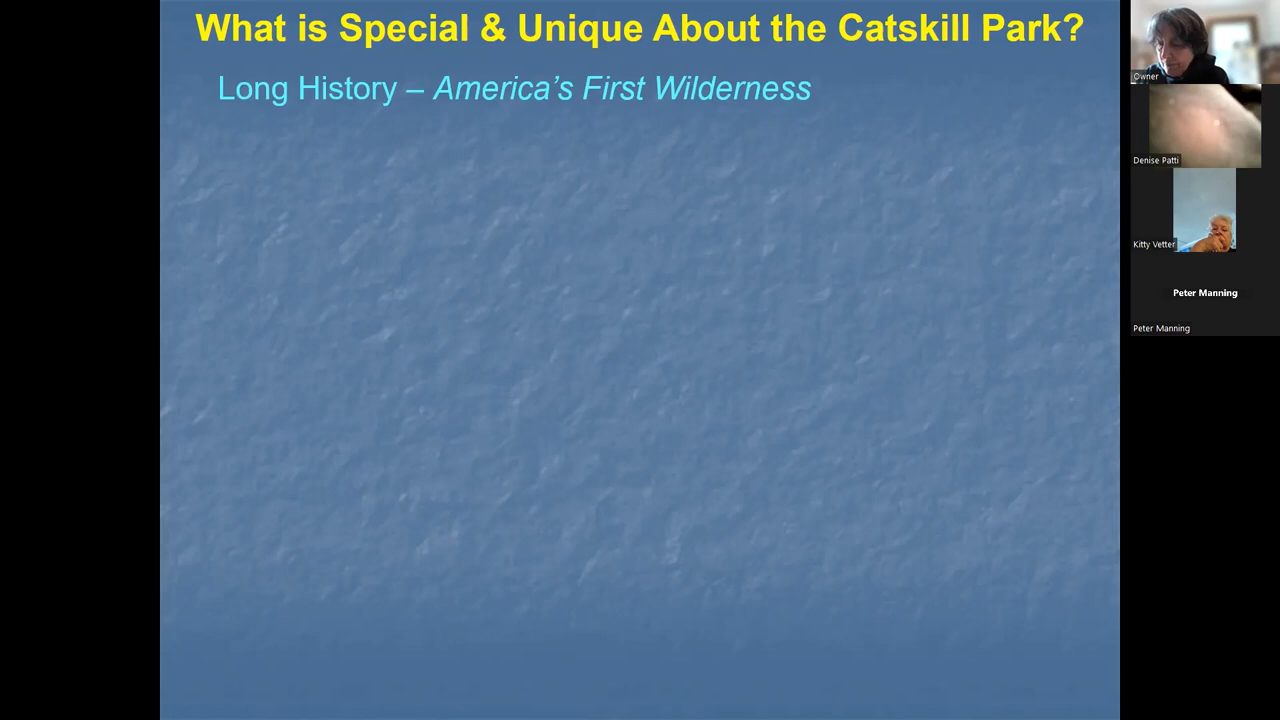 What is Special & Unique About the Catskill Park?
Long History – America's First Wilderness
Owner
Denise Patti
Kitty Vetter
Peter Manning
Peter Manning